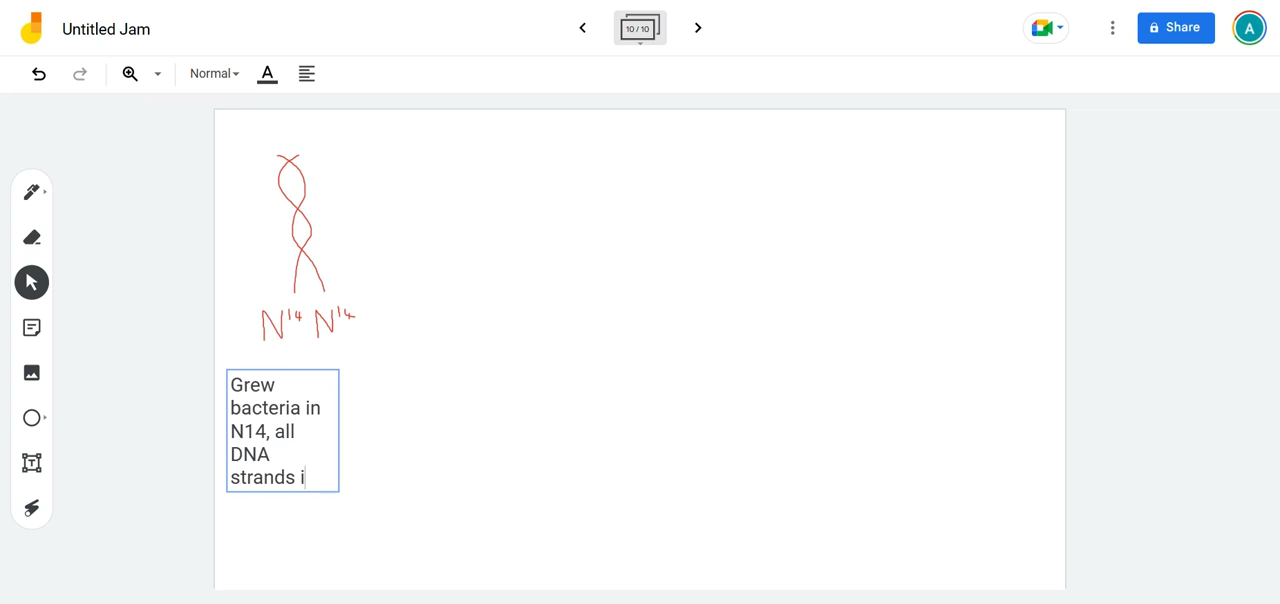 Untitled Jam
10 / 10
Share
A
Normal
A
N¹⁴ N¹⁴
Grew
bacteria in
N14, all
DNA
strands i